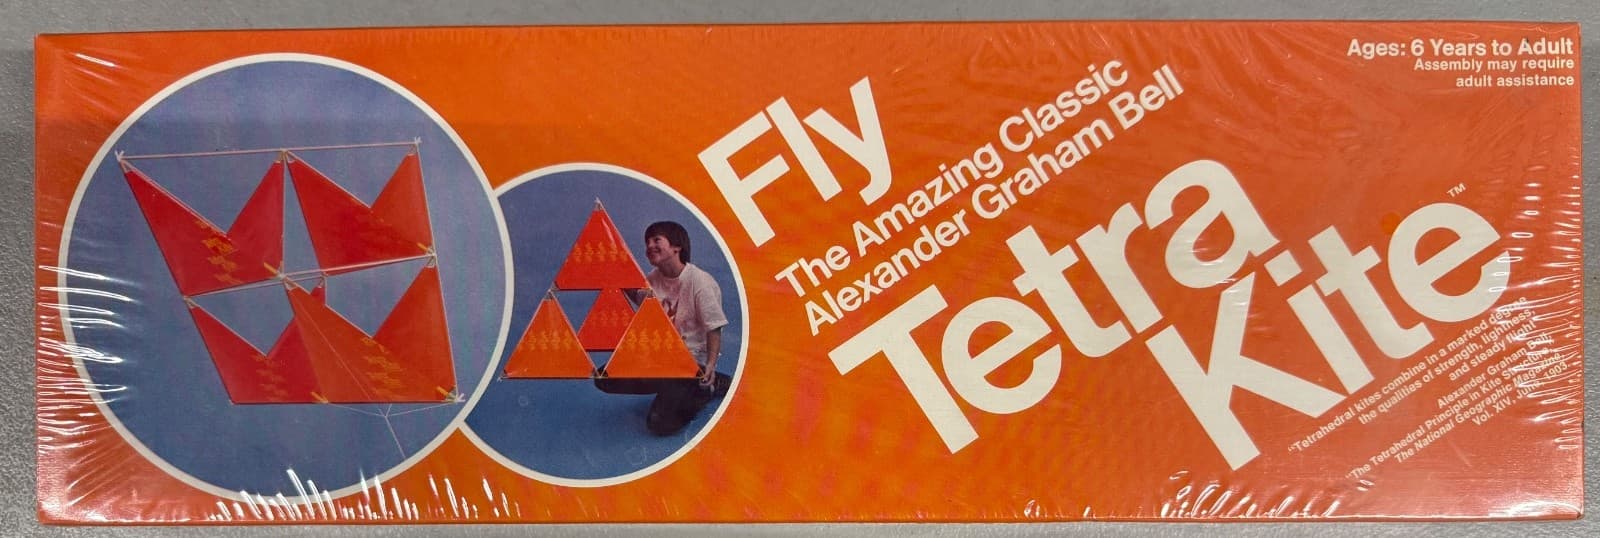 Ages: 6 Years to Adult
Assembly may require
adult assistance
Fly
The Amazing Classic
Alexander Graham Bell
Tetra
Kite™
"Tetrahedral kites combine in a marked degree
the qualities of strength, lightness,
and steady flight"
Alexander Graham Bell,
"The Tetrahedral Principle in Kite Structure",
The National Geographic Magazine,
Vol. XIV, June, 1903.